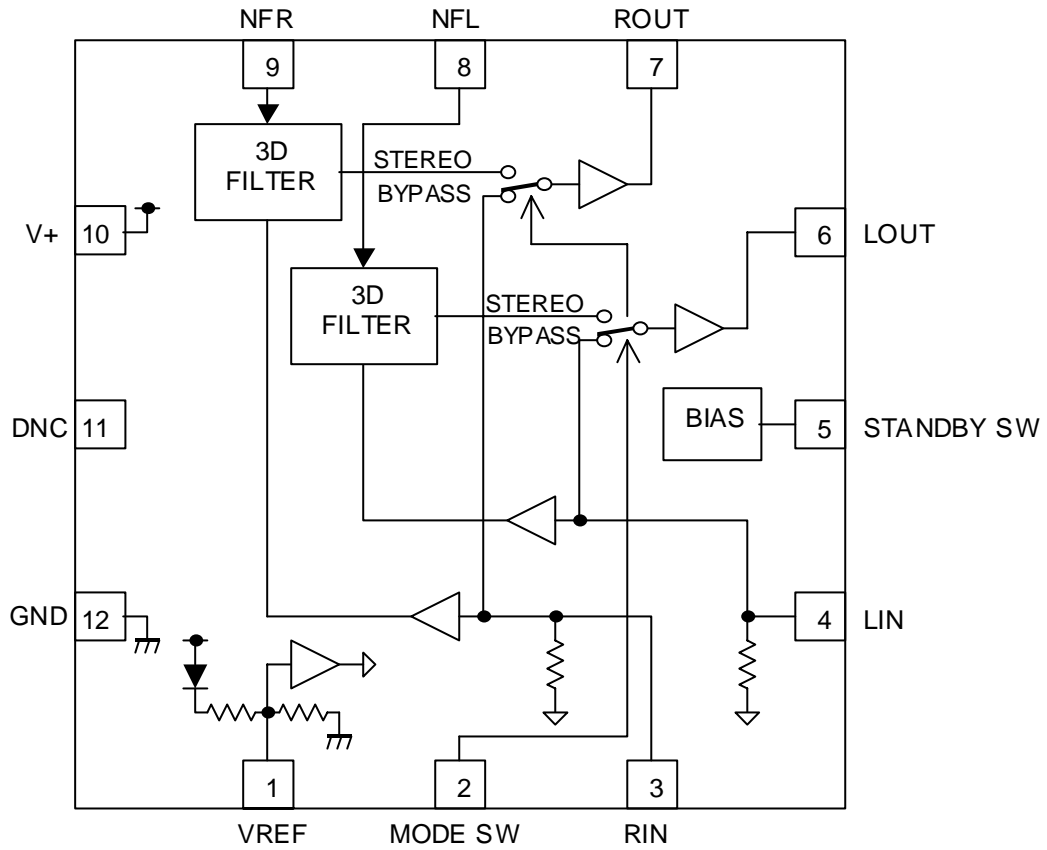 NFR NFL ROUT
9 8 7
3D
FILTER
STEREO
BYPASS
V+ 10
6 LOUT
3D
FILTER
STEREO
BYPASS
DNC 11
BIAS
5 STANDBY SW
GND 12
4 LIN
1 2 3
VREF MODE SW RIN